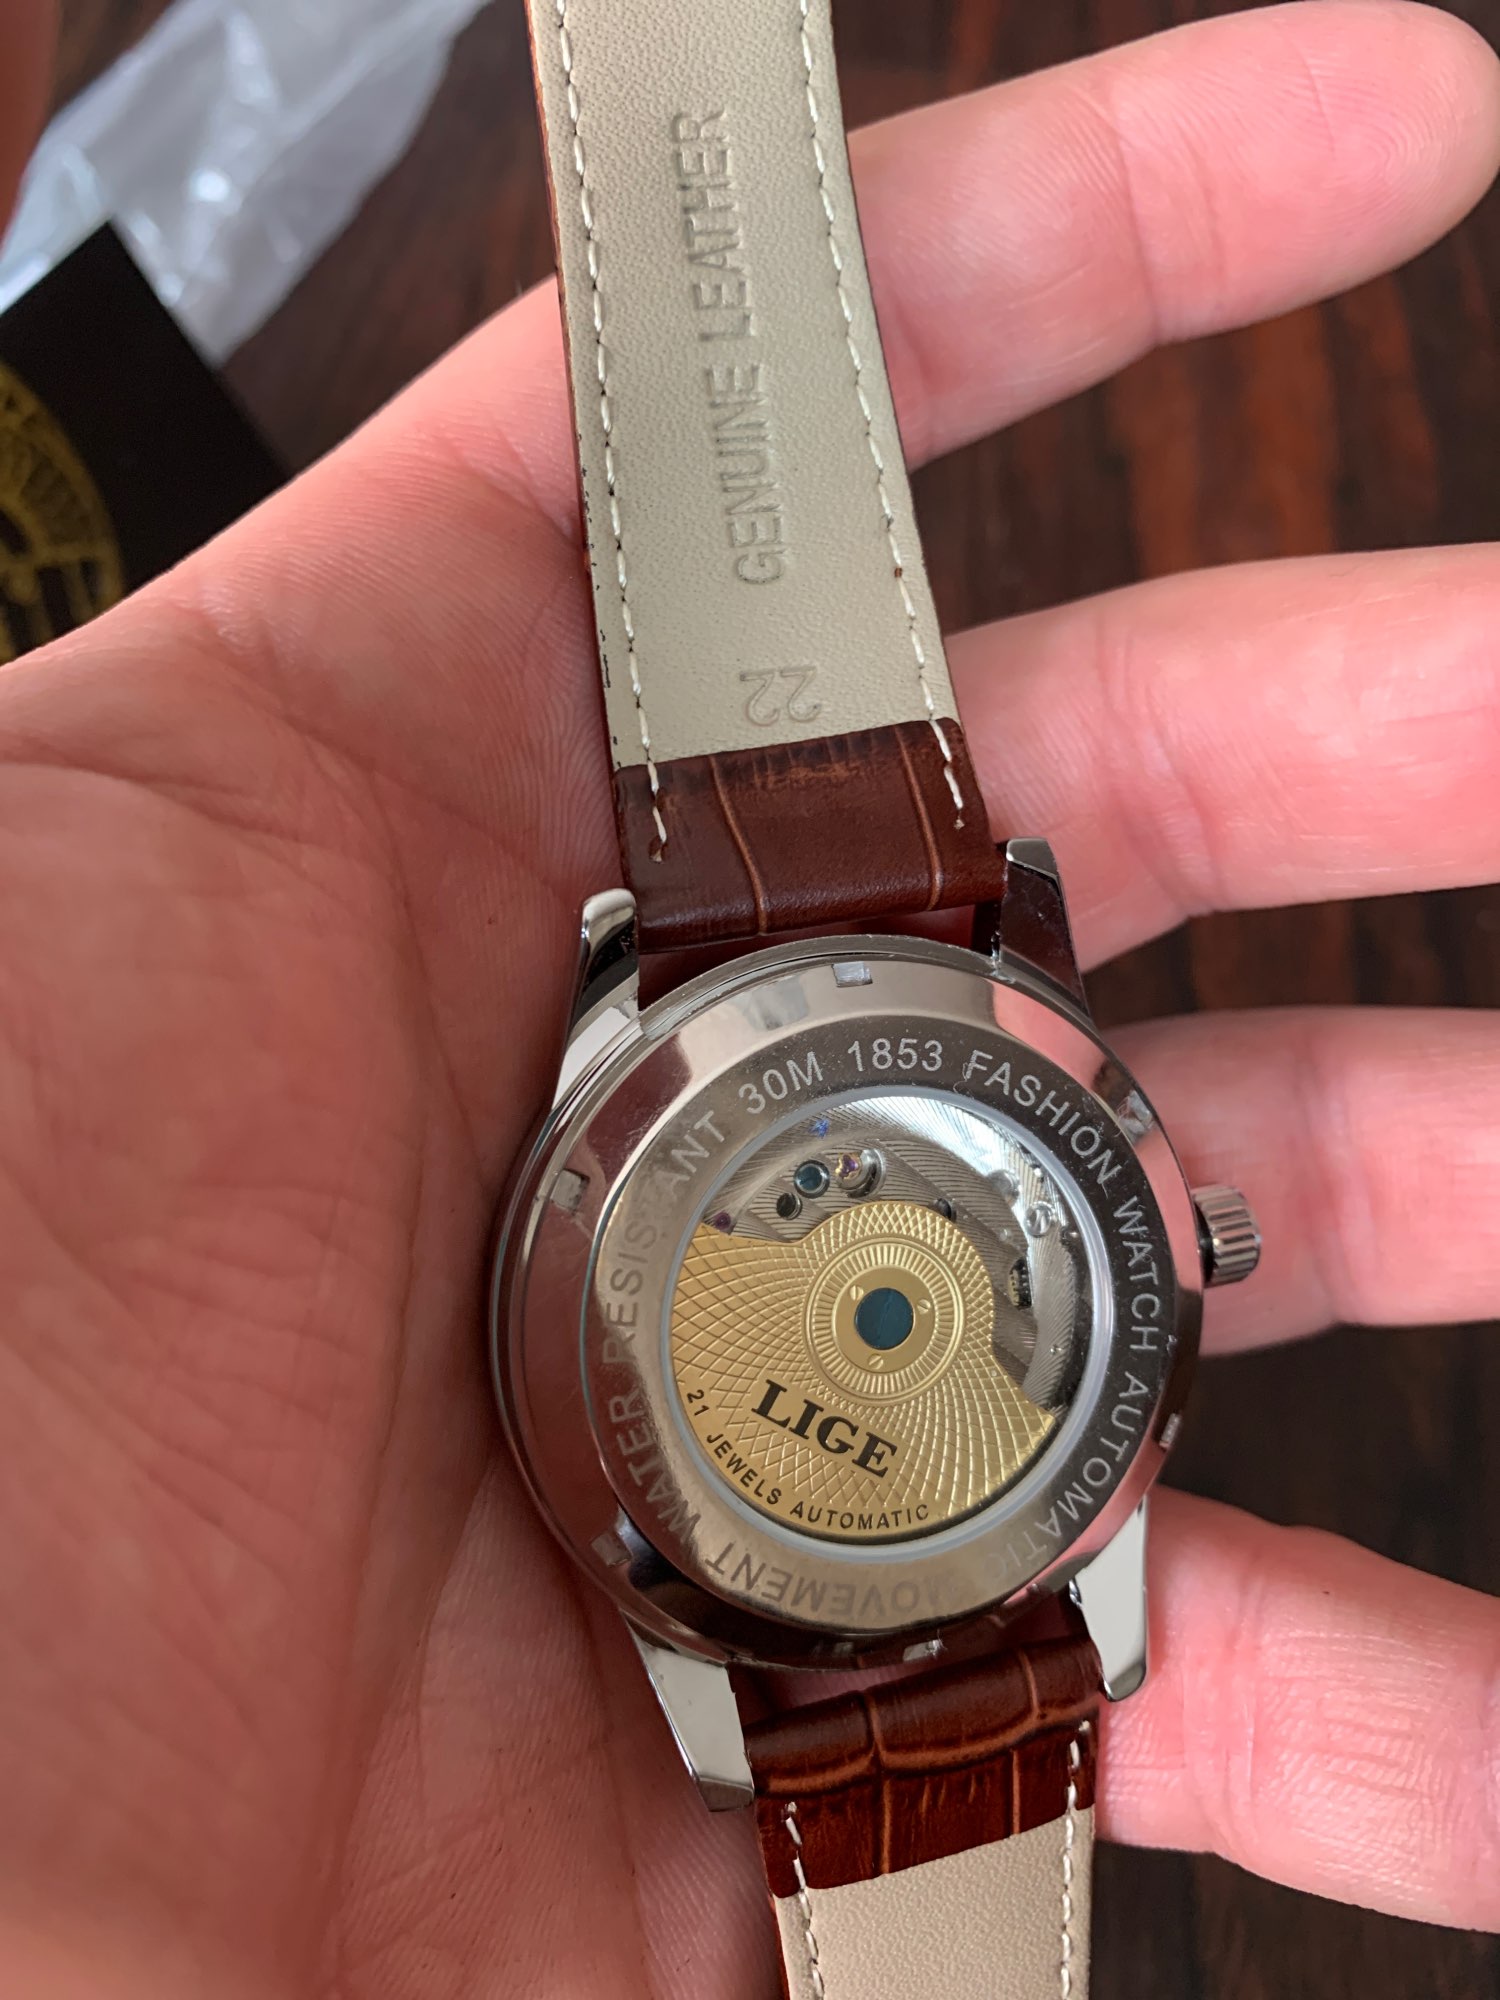 GENUINE LEATHER
22
WATER RESISTANT 30M 1853 FASHION WATCH AUTOMATIC MOVEMENT
LIGE
21 JEWELS AUTOMATIC